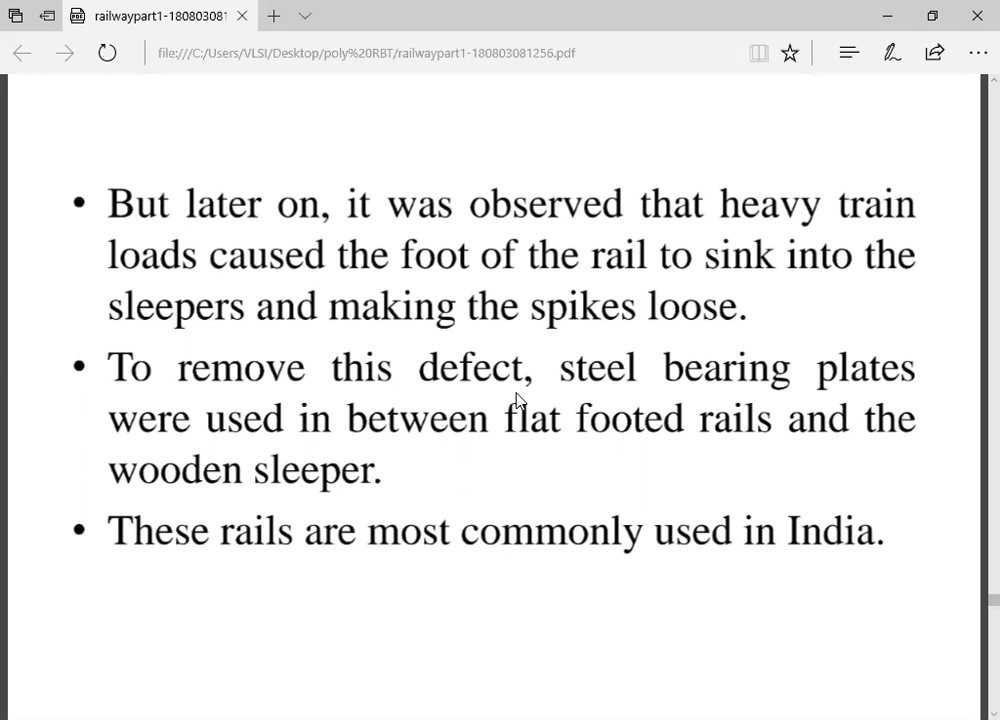 railwaypart1-180803081
file:///C:/Users/VLSI/Desktop/poly%20RBT/railwaypart1-180803081256.pdf
• But later on, it was observed that heavy train
loads caused the foot of the rail to sink into the
sleepers and making the spikes loose.
• To remove this defect, steel bearing plates
were used in between flat footed rails and the
wooden sleeper.
• These rails are most commonly used in India.